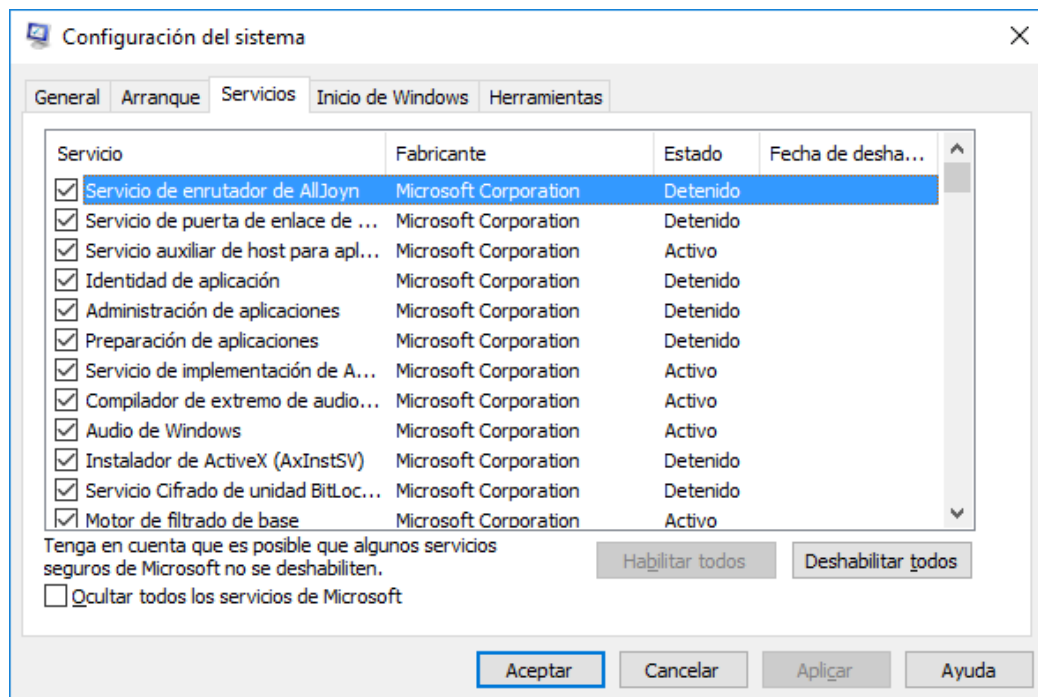 Configuración del sistema
General Arranque Servicios Inicio de Windows Herramientas
Servicio Fabricante Estado Fecha de desha...
Servicio de enrutador de AllJoyn Microsoft Corporation Detenido
Servicio de puerta de enlace de ... Microsoft Corporation Detenido
Servicio auxiliar de host para apl... Microsoft Corporation Activo
Identidad de aplicación Microsoft Corporation Detenido
Administración de aplicaciones Microsoft Corporation Detenido
Preparación de aplicaciones Microsoft Corporation Detenido
Servicio de implementación de A... Microsoft Corporation Activo
Compilador de extremo de audio... Microsoft Corporation Activo
Audio de Windows Microsoft Corporation Activo
Instalador de ActiveX (AxInstSV) Microsoft Corporation Detenido
Servicio Cifrado de unidad BitLoc... Microsoft Corporation Detenido
Motor de filtrado de base Microsoft Corporation Activo
Tenga en cuenta que es posible que algunos servicios
seguros de Microsoft no se deshabiliten.
Habilitar todos Deshabilitar todos
Ocultar todos los servicios de Microsoft
Aceptar Cancelar Aplicar Ayuda